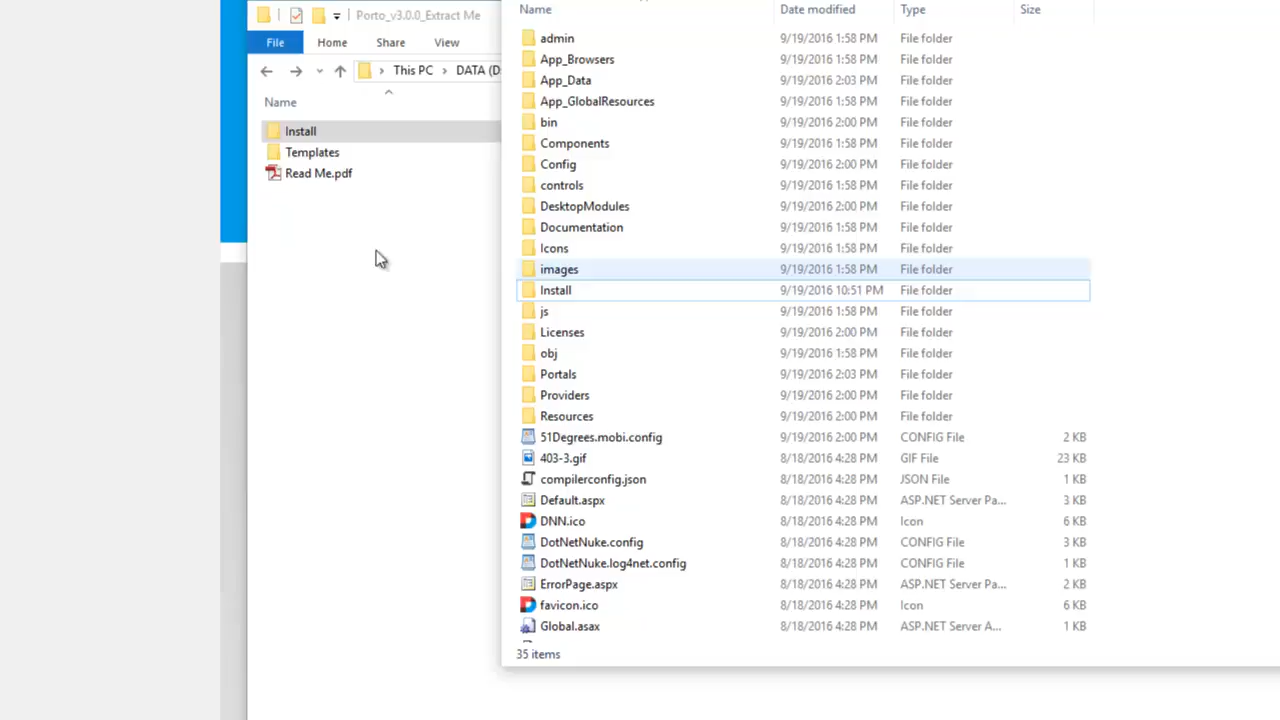 Porto_v3.0.0_Extract Me
File Home Share View
This PC DATA (D:
Name
Install
Templates
Read Me.pdf
Name Date modified Type Size
admin 9/19/2016 1:58 PM File folder
App_Browsers 9/19/2016 1:58 PM File folder
App_Data 9/19/2016 2:03 PM File folder
App_GlobalResources 9/19/2016 1:58 PM File folder
bin 9/19/2016 2:00 PM File folder
Components 9/19/2016 1:58 PM File folder
Config 9/19/2016 2:00 PM File folder
controls 9/19/2016 1:58 PM File folder
DesktopModules 9/19/2016 2:00 PM File folder
Documentation 9/19/2016 1:58 PM File folder
Icons 9/19/2016 1:58 PM File folder
images 9/19/2016 1:58 PM File folder
Install 9/19/2016 10:51 PM File folder
js 9/19/2016 1:58 PM File folder
Licenses 9/19/2016 2:00 PM File folder
obj 9/19/2016 1:58 PM File folder
Portals 9/19/2016 2:03 PM File folder
Providers 9/19/2016 2:00 PM File folder
Resources 9/19/2016 2:00 PM File folder
51Degrees.mobi.config 9/19/2016 2:00 PM CONFIG File 2 KB
403-3.gif 8/18/2016 4:28 PM GIF File 23 KB
compilerconfig.json 8/18/2016 4:28 PM JSON File 1 KB
Default.aspx 8/18/2016 4:28 PM ASP.NET Server Pa... 3 KB
DNN.ico 8/18/2016 4:28 PM Icon 6 KB
DotNetNuke.config 8/18/2016 4:28 PM CONFIG File 3 KB
DotNetNuke.log4net.config 8/18/2016 4:28 PM CONFIG File 1 KB
ErrorPage.aspx 8/18/2016 4:28 PM ASP.NET Server Pa... 2 KB
favicon.ico 8/18/2016 4:28 PM Icon 6 KB
Global.asax 8/18/2016 4:28 PM ASP.NET Server A... 1 KB
35 items